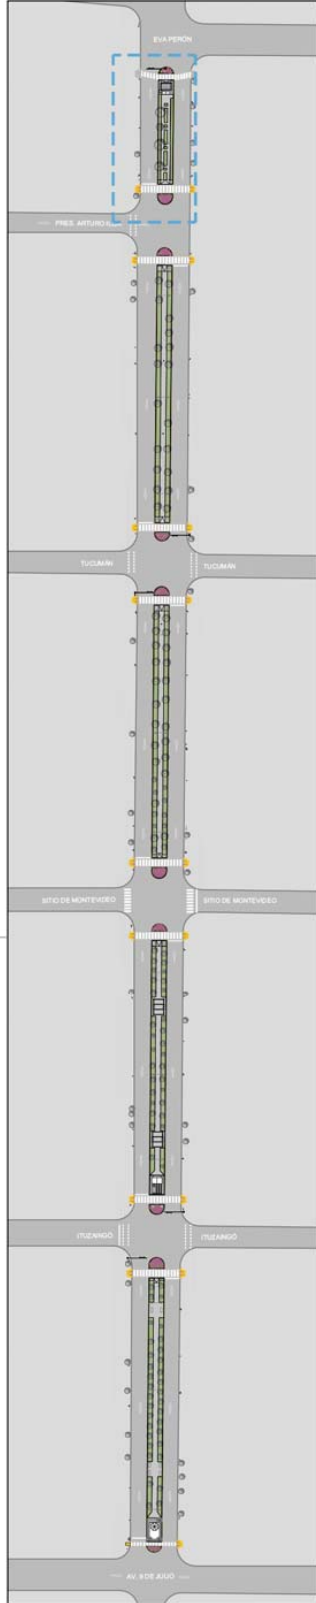 EVA PERÓN
PRES. ARTURO
TUCUMÁN
TUCUMÁN
SITIO DE MONTEVIDEO
SITIO DE MONTEVIDEO
ITUZAINGÓ
ITUZAINGÓ
AV. 9 DE JULIO